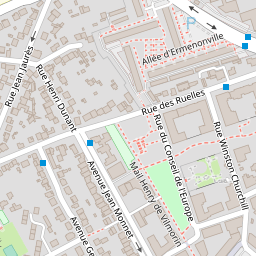 Allée d'Ermenonville
Rue Jean Jaurès
Rue Henri Dunant
Rue des Ruelles
P
Rue du Conseil de l'Europe
Rue Winston Churchill
Mail Henry de Vilmorin
Avenue Jean Monnet
Avenue Ge